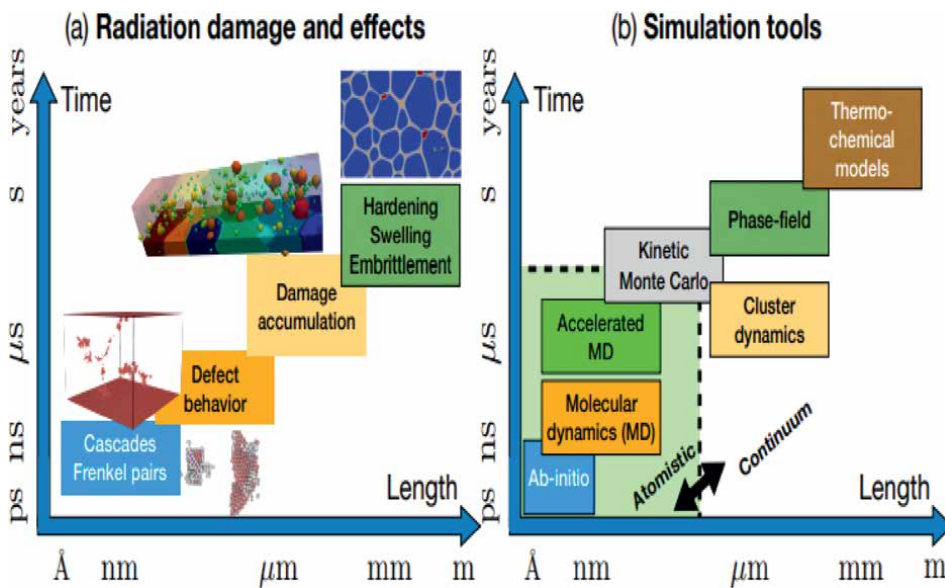 (a) Radiation damage and effects
years
s
μs
ns
ps
Time
Hardening
Swelling
Embrittlement
Damage
accumulation
Defect
behavior
Cascades
Frenkel pairs
Length
Å nm μm mm m
(b) Simulation tools
years
s
μs
ns
ps
Time
Thermo-
chemical
models
Phase-field
Kinetic
Monte Carlo
Cluster
dynamics
Accelerated
MD
Molecular
dynamics (MD)
Ab-initio
Atomistic
Continuum
Length
Å nm μm mm m